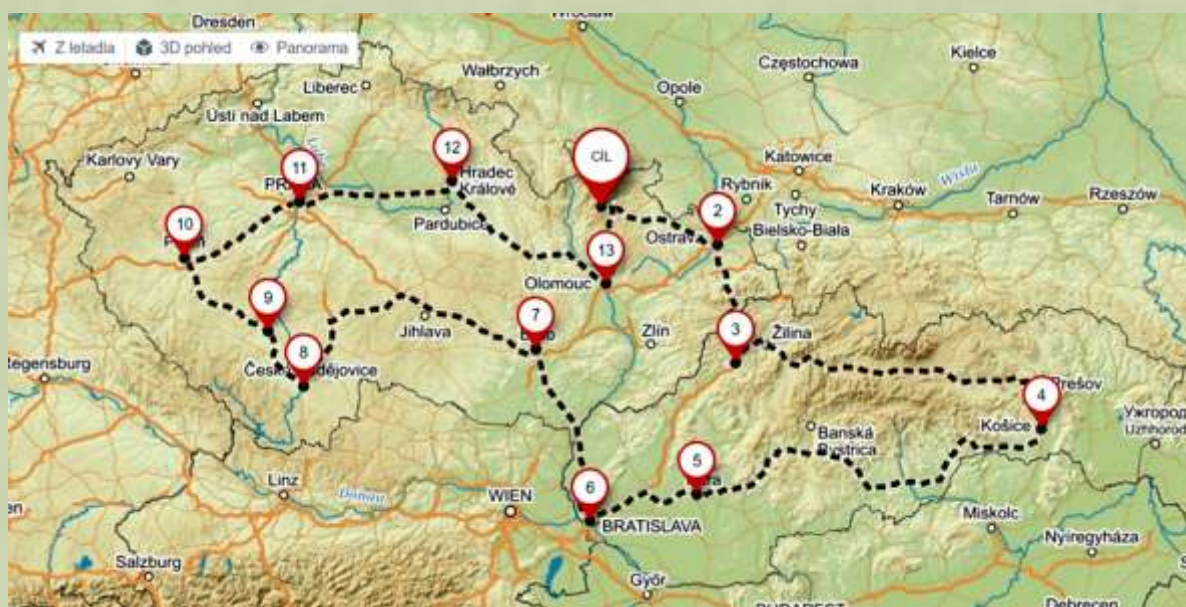 Wrocław
Dresden
Z letadla
3D pohled
Panorama
Kielce
Częstochowa
Wałbrzych
Liberec
Opole
Ústí nad Labem
12
CÍL
Karlovy Vary
11
Hradec
Králové
Katowice
Rybnik
Wisła
Kraków
Tarnów
Rzeszów
Tychy
10
Pardubice
2
Bielsko-Biała
13
Ostrava
Olomouc
9
7
3
Jihlava
Zlín
Žilina
8
Regensburg
České Budějovice
4
Prešov
Košice
Ужгород
Uzhhorod
Banská
Bystrica
5
Linz
Donau
WIEN
6
BRATISLAVA
Miskolc
Nyíregyháza
Salzburg
Győr
BUDAPEST
Debrecen